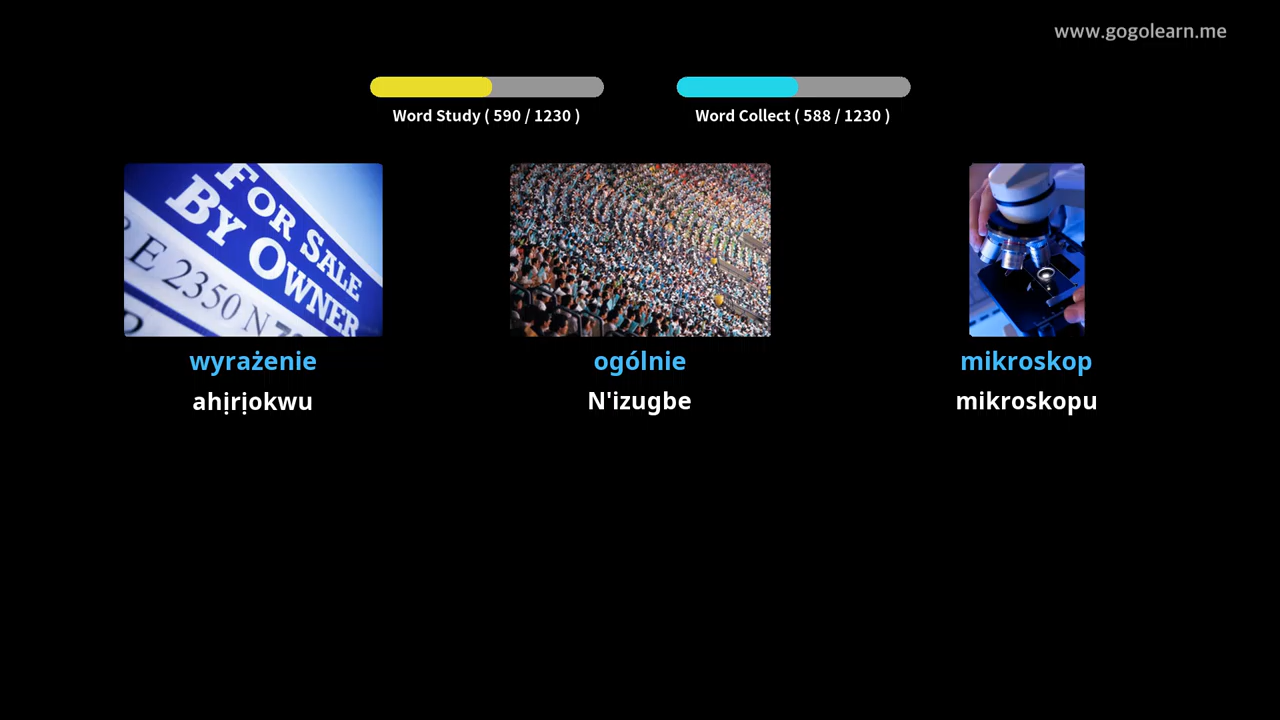 www.gogolearn.me
Word Study ( 590 / 1230 )
Word Collect ( 588 / 1230 )
FOR SALE
BY OWNER
E 2350 N
wyrażenie
ogólnie
mikroskop
ahịrịokwu
N'izugbe
mikroskopu